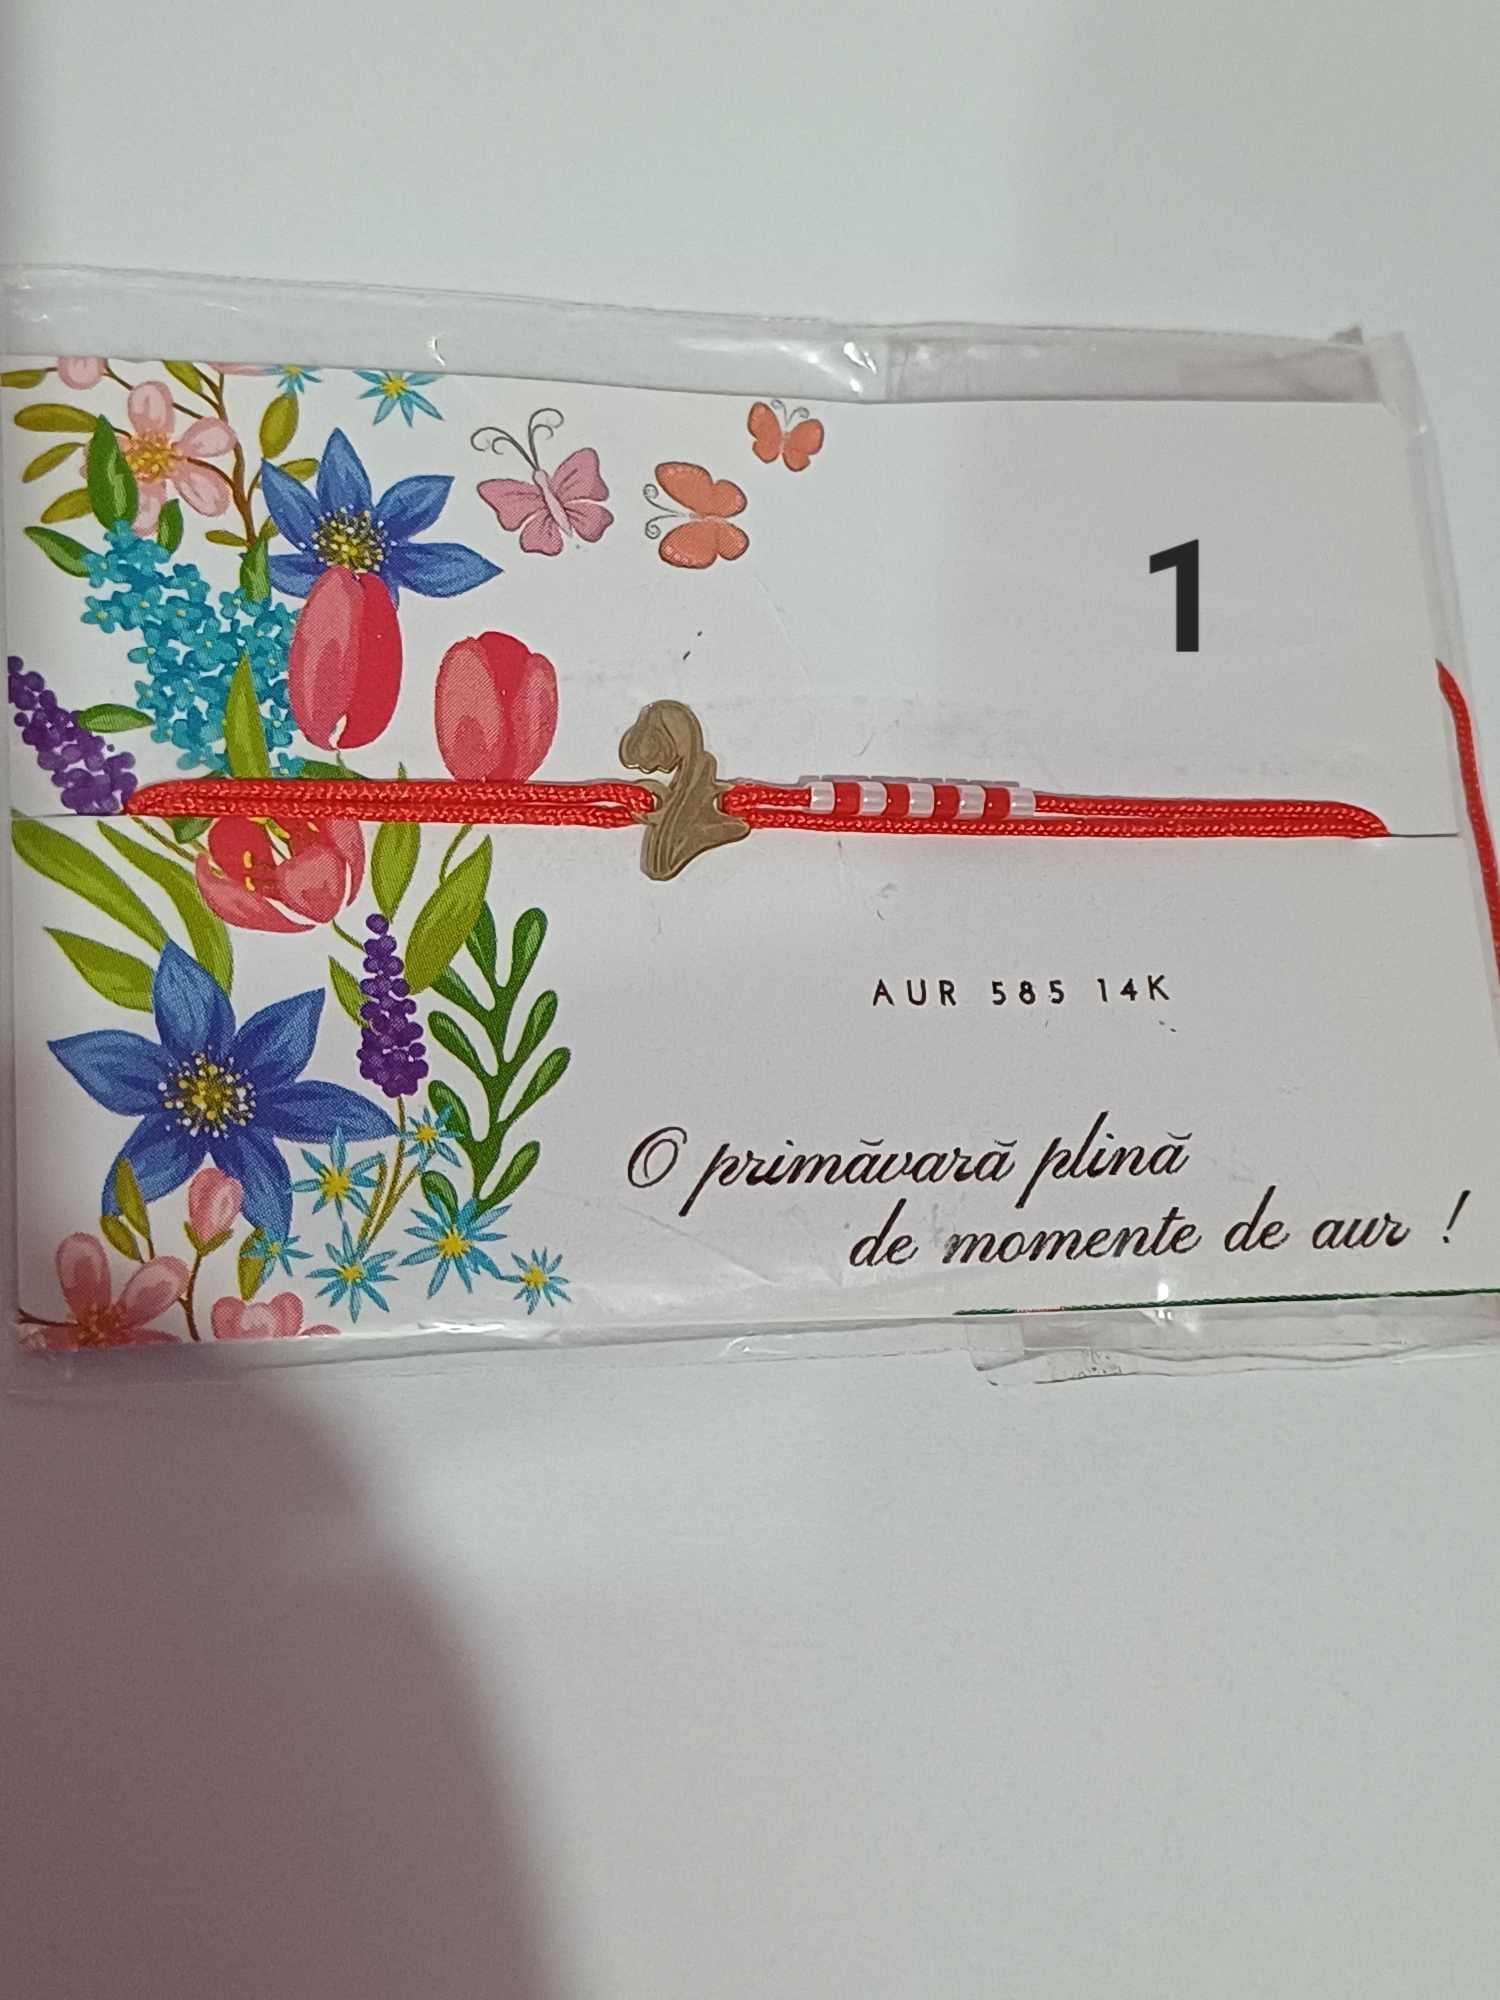 1
AUR 585 14K
O primăvară plină
de momente de aur !